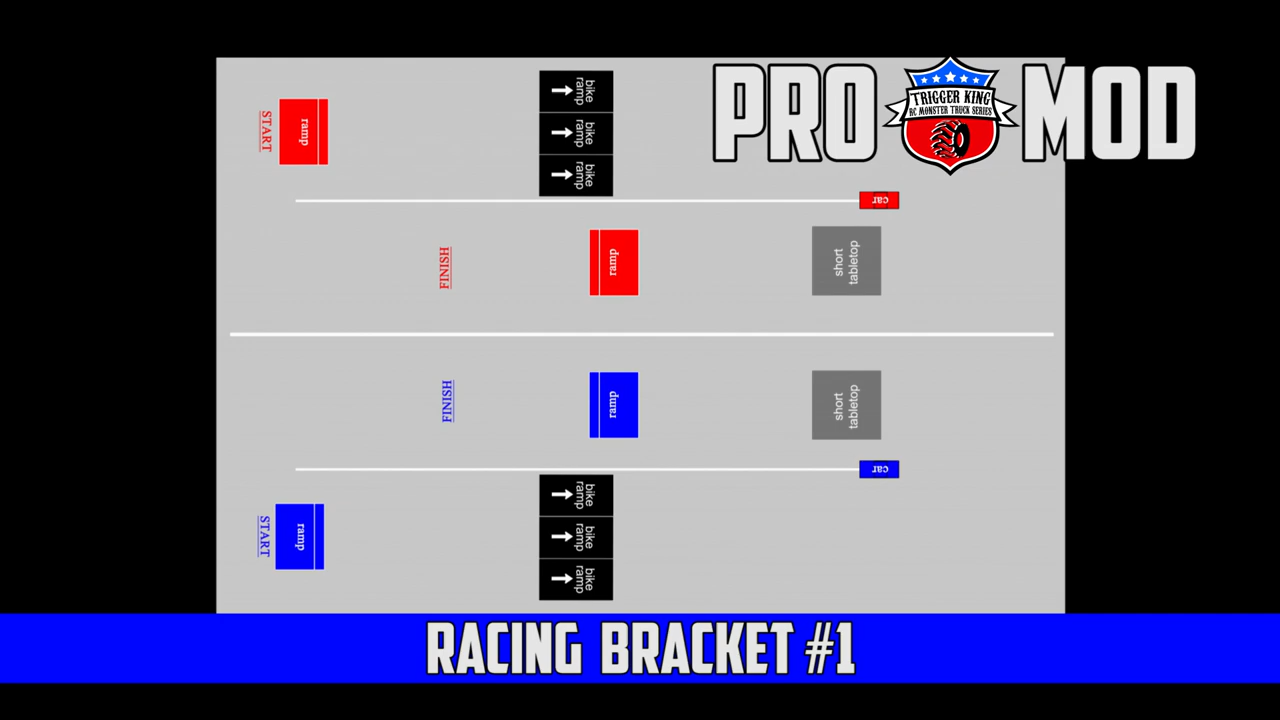 PRO MOD
TRIGGER KING
RC MONSTER TRUCK SERIES
START
ramp
bike ramp
bike ramp
bike ramp
car
FINISH
ramp
short tabletop
FINISH
ramp
short tabletop
car
START
ramp
bike ramp
bike ramp
bike ramp
RACING BRACKET #1